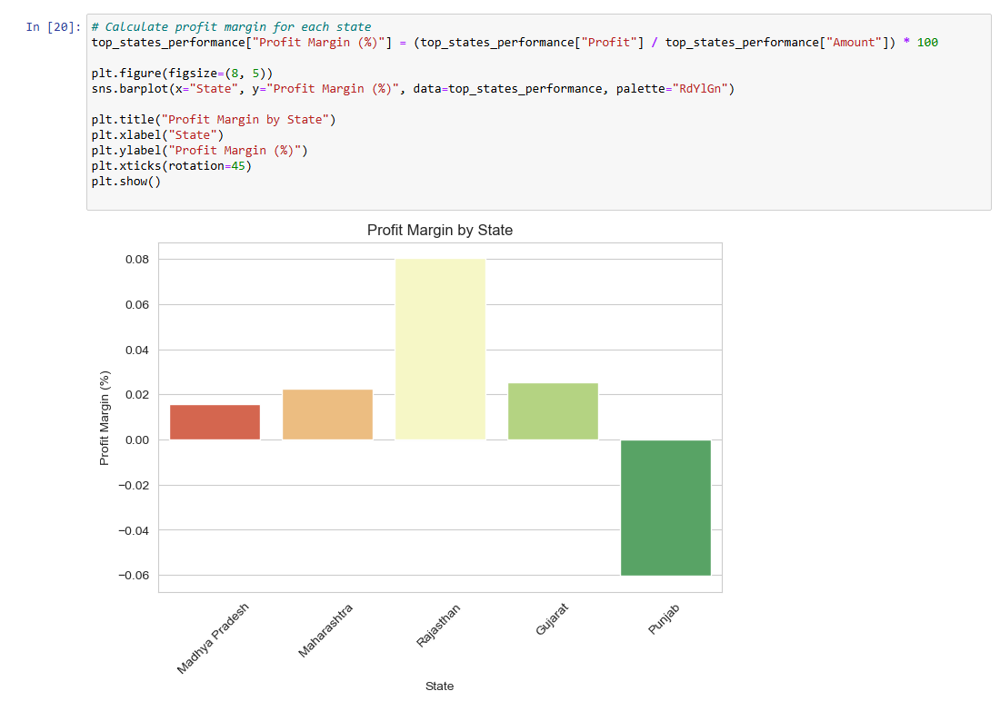 In [20]: # Calculate profit margin for each state
top_states_performance["Profit Margin (%)"] = (top_states_performance["Profit"] / top_states_performance["Amount"]) * 100
plt.figure(figsize=(8, 5))
sns.barplot(x="State", y="Profit Margin (%)", data=top_states_performance, palette="RdYlGn")
plt.title("Profit Margin by State")
plt.xlabel("State")
plt.ylabel("Profit Margin (%)")
plt.xticks(rotation=45)
plt.show()
Profit Margin by State
0.08
0.06
0.04
0.02
0.00
−0.02
−0.04
−0.06
Profit Margin (%)
Madhya Pradesh
Maharashtra
Rajasthan
Gujarat
Punjab
State